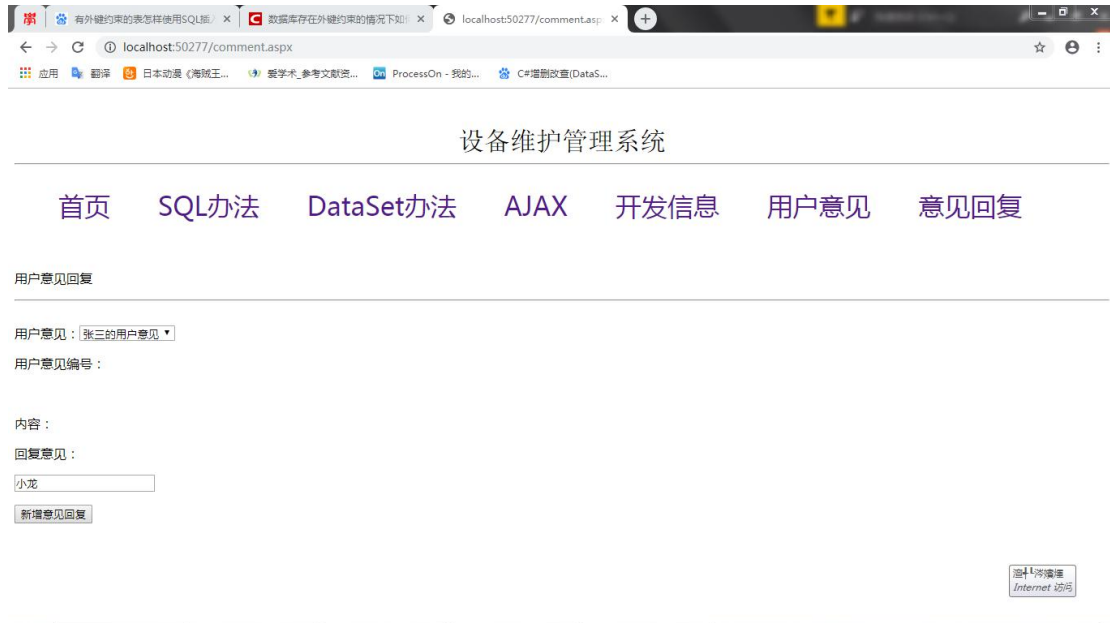 有外键约束的表怎样使用SQL插
数据库存在外键约束的情况下如
localhost:50277/comment.asp
localhost:50277/comment.aspx
应用 翻译 日本动漫《海贼王... 爱学术_参考文献资... ProcessOn - 我的... C#增删改查(DataS...
设备维护管理系统
首页 SQL办法 DataSet办法 AJAX 开发信息 用户意见 意见回复
用户意见回复
用户意见：张三的用户意见
用户意见编号：
内容：
回复意见：
小龙
新增意见回复
Internet 访问